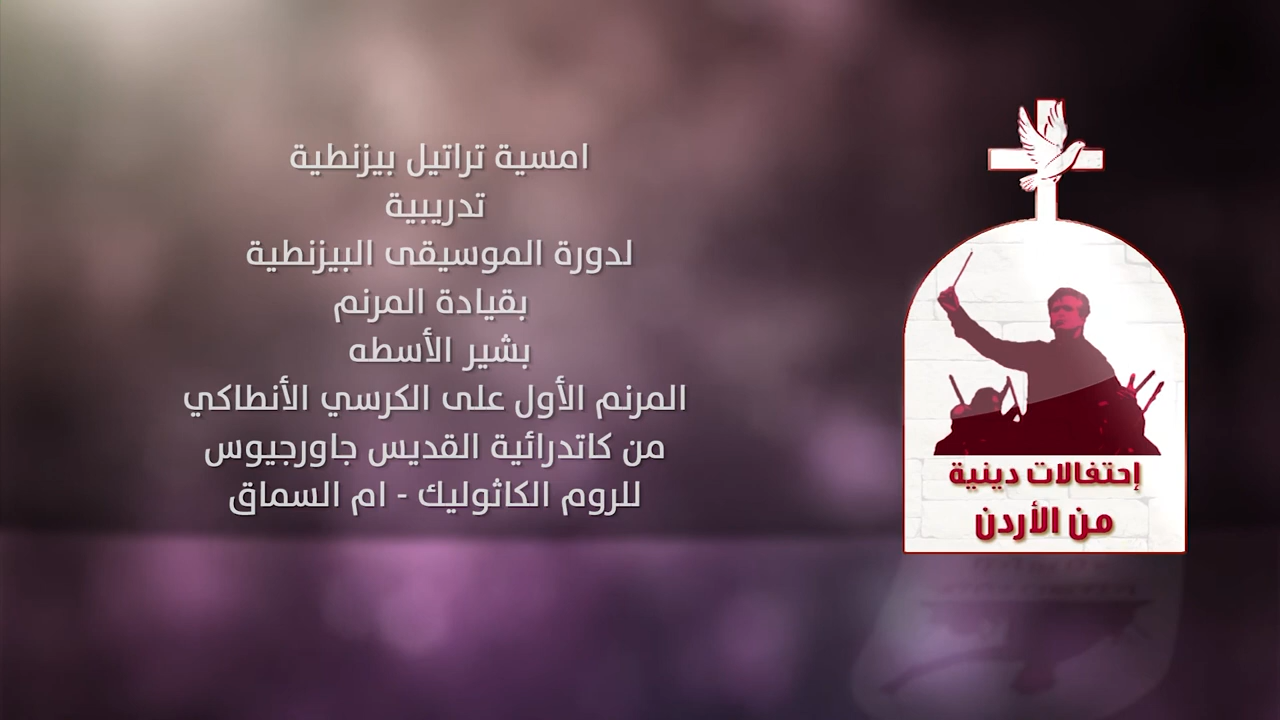 امسية تراتيل بيزنطية
تدريبية
لدورة الموسيقى البيزنطية
بقيادة المرنم
بشير الأسطه
المرنم الأول على الكرسي الأنطاكي
من كاتدرائية القديس جاورجيوس
للروم الكاثوليك - ام السماق
إحتفالات دينية
من الأردن